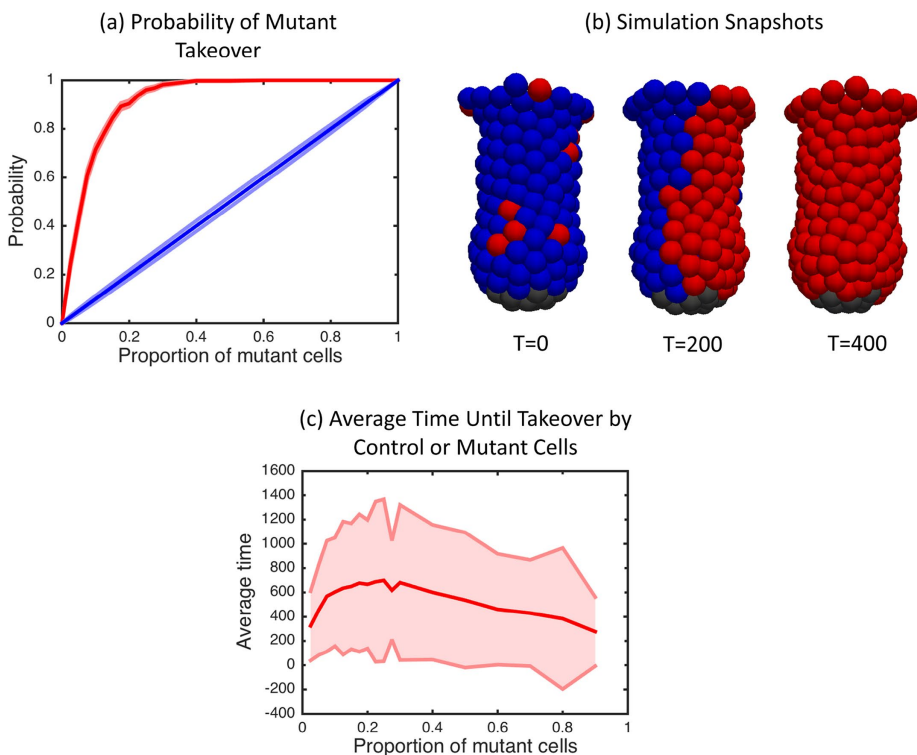 (a) Probability of Mutant
Takeover
1
0.8
0.6
0.4
0.2
0
Probability
0 0.2 0.4 0.6 0.8 1
Proportion of mutant cells
(b) Simulation Snapshots
T=0 T=200 T=400
(c) Average Time Until Takeover by
Control or Mutant Cells
1600
1400
1200
1000
800
600
400
200
0
-200
-400
Average time
0 0.2 0.4 0.6 0.8 1
Proportion of mutant cells